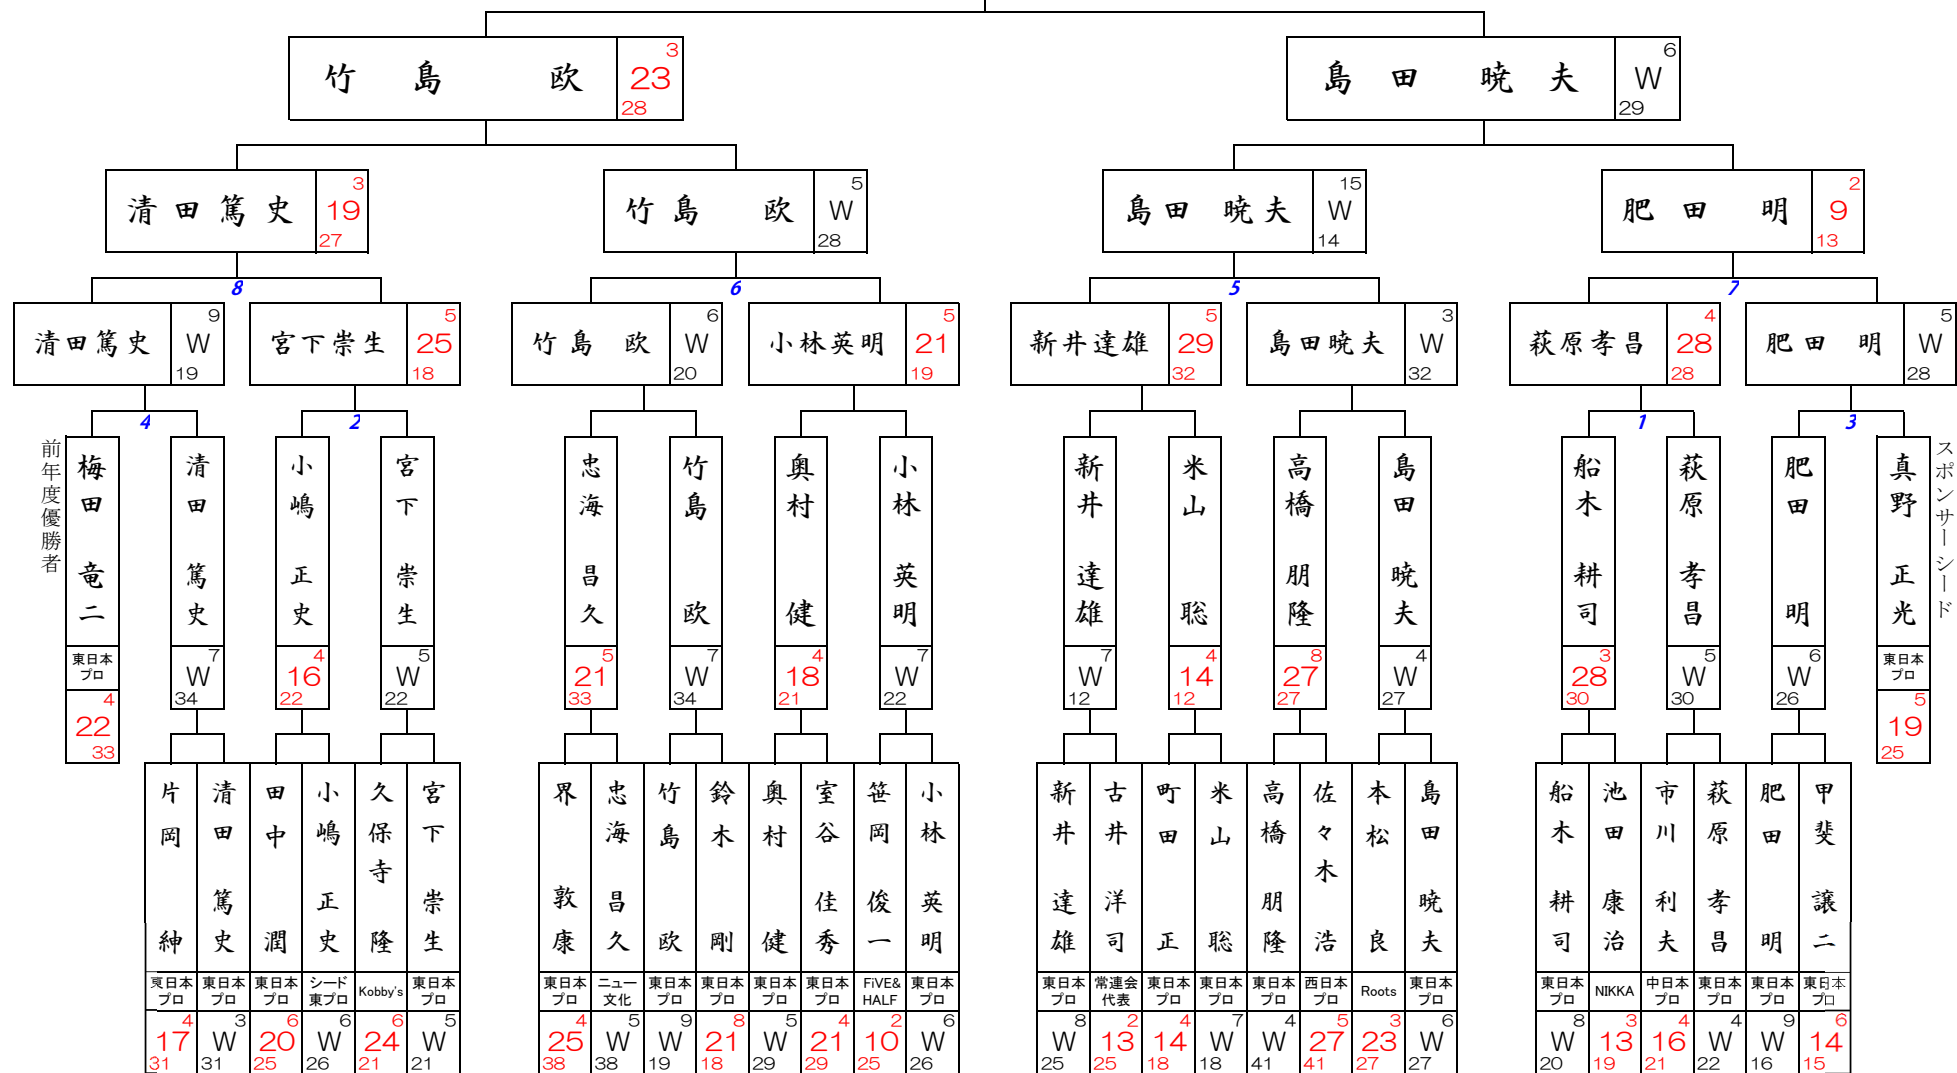 竹島 欧 3 23 28
島田 暁夫 6 W 29
清田篤史 3 19 27
竹島 欧 5 W 28
島田 暁夫 15 W 14
肥田 明 2 9 13
8
6
5
7
清田篤史 9 W 19
宮下崇生 5 25 18
竹島 欧 6 W 20
小林英明 5 21 19
新井達雄 5 29 32
島田暁夫 3 W 32
萩原孝昌 4 28 28
肥田 明 5 W 28
4
2
1
3
前年度優勝者
梅田 竜二 東日本プロ 4 22 33
清田 篤史 7 W 34
小嶋 正史 4 16 22
宮下 崇生 5 W 22
忠海 昌久 5 21 33
竹島 欧 7 W 34
奥村 健 4 18 21
小林 英明 7 W 22
新井 達雄 7 W 12
米山 聡 4 14 12
高橋 朋隆 8 27 27
島田 暁夫 4 W 27
船木 耕司 3 28 30
萩原 孝昌 5 W 30
肥田 明 6 W 26
真野 正光 東日本プロ 5 19 25
スポンサーシード
片岡 紳 東日本プロ 4 17 31
清田 篤史 東日本プロ 3 W 31
田中 潤 東日本プロ 6 20 25
小嶋 正史 シード東プロ 6 W 26
久保寺 隆 Kobby's 6 24 21
宮下 崇生 東日本プロ 5 W 21
界 敦康 東日本プロ 4 25 38
忠海 昌久 ニュー文化 5 W 38
竹島 欧 東日本プロ 9 W 19
鈴木 剛 東日本プロ 8 21 18
奥村 健 東日本プロ 5 W 29
室谷 佳秀 東日本プロ 4 21 29
笹岡 俊一 FiVE&HALF 2 10 25
小林 英明 東日本プロ 6 W 26
新井 達雄 東日本プロ 8 W 25
古井 洋司 常連会代表 2 13 25
町田 正 東日本プロ 4 14 18
米山 聡 東日本プロ 7 W 18
高橋 朋隆 東日本プロ 4 W 41
佐々木 浩 西日本プロ 5 27 41
本松 良 Roots 3 23 27
島田 暁夫 東日本プロ 6 W 27
船木 耕司 東日本プロ 8 W 20
池田 康治 NIKKA 3 13 19
市川 利夫 中日本プロ 4 16 21
萩原 孝昌 東日本プロ 4 W 22
肥田 明 東日本プロ 9 W 16
甲斐 譲二 東日本プロ 6 14 15